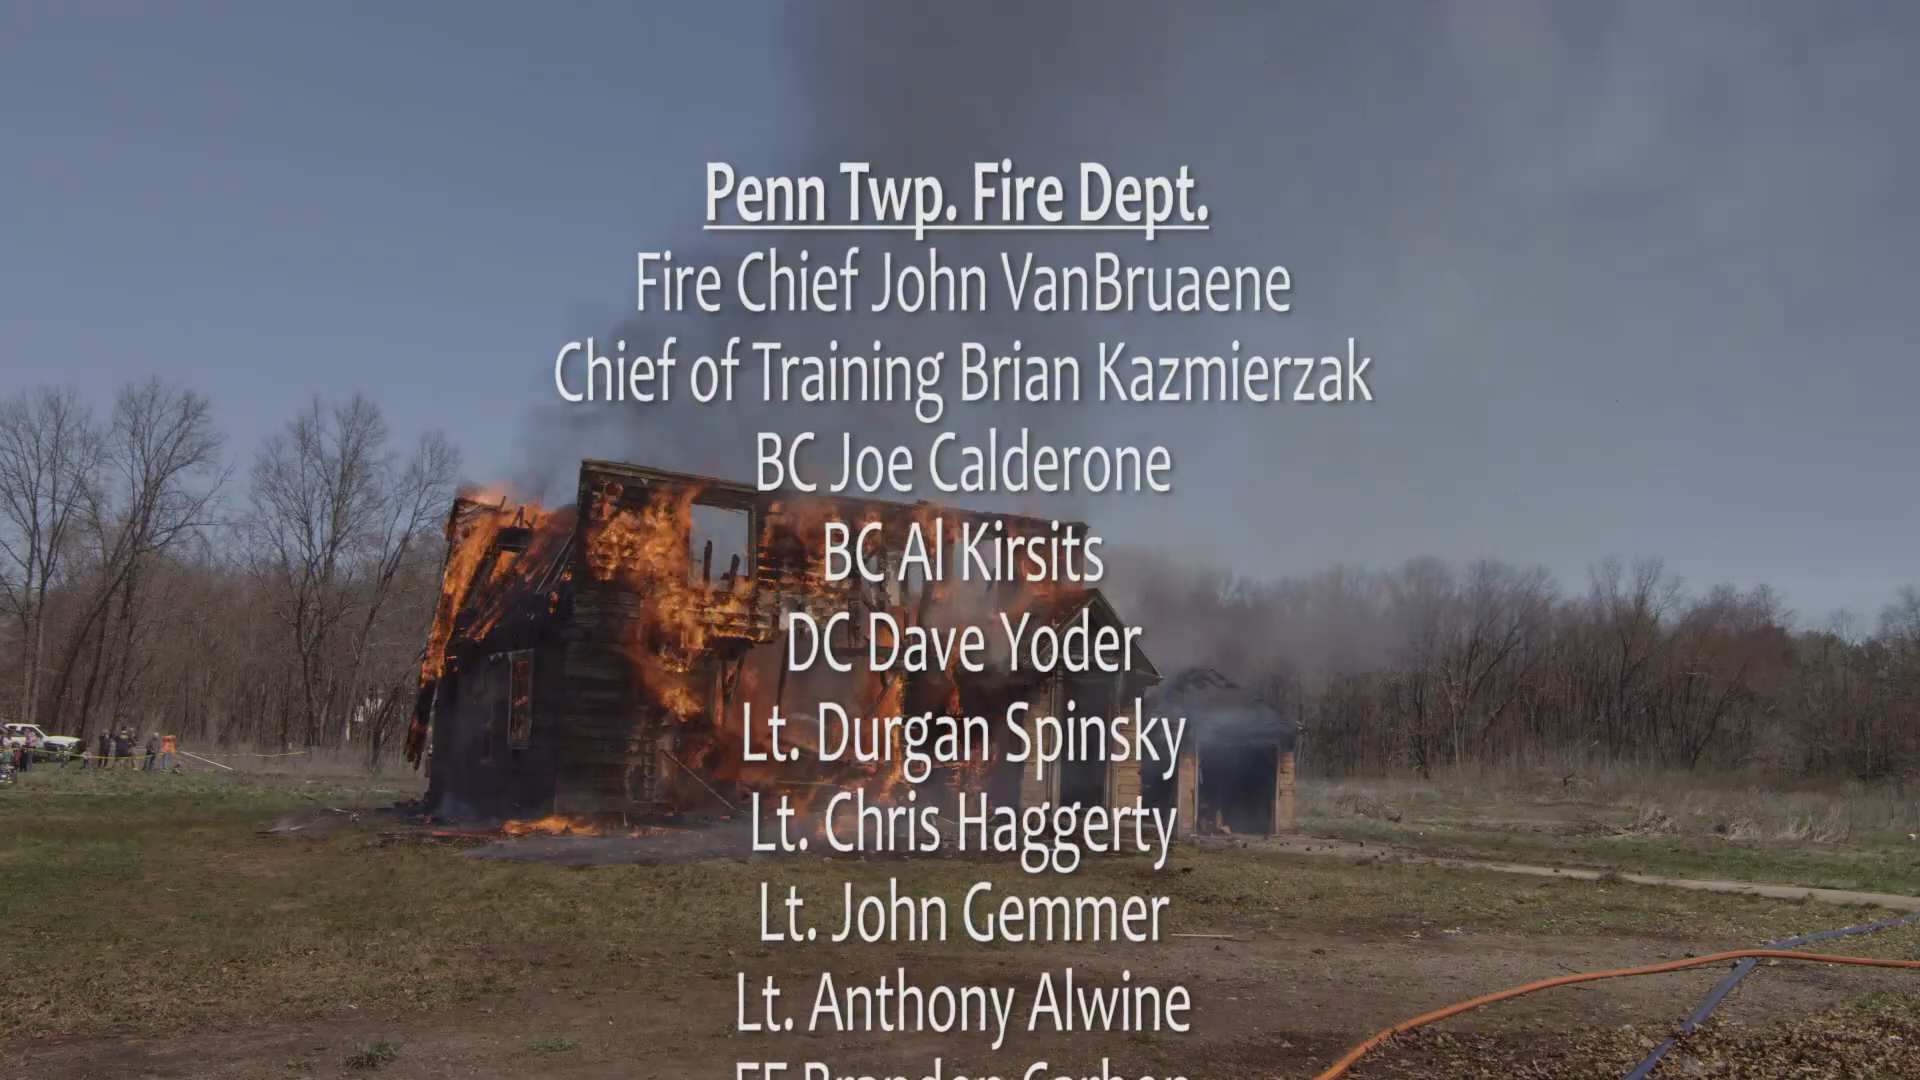 Penn Twp. Fire Dept.
Fire Chief John VanBruaene
Chief of Training Brian Kazmierzak
BC Joe Calderone
BC Al Kirsits
DC Dave Yoder
Lt. Durgan Spinsky
Lt. Chris Haggerty
Lt. John Gemmer
Lt. Anthony Alwine